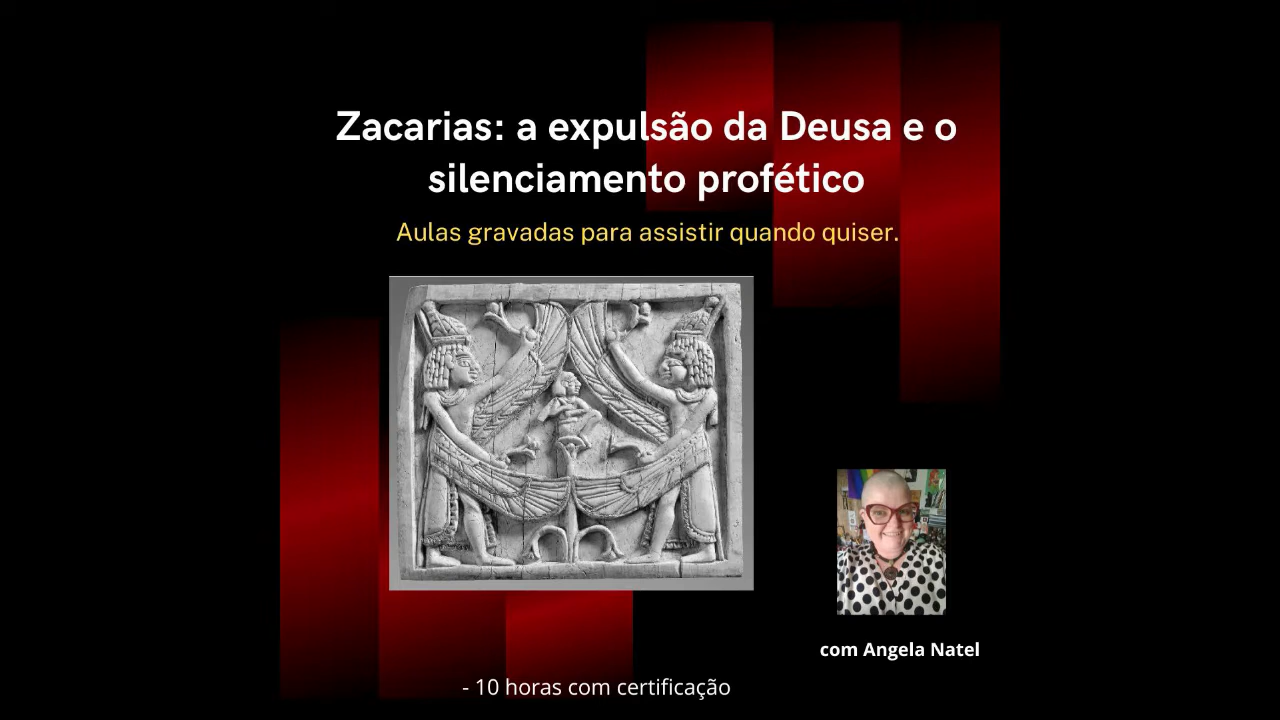 Zacarias: a expulsão da Deusa e o
silenciamento profético
Aulas gravadas para assistir quando quiser.
com Angela Natel
- 10 horas com certificação